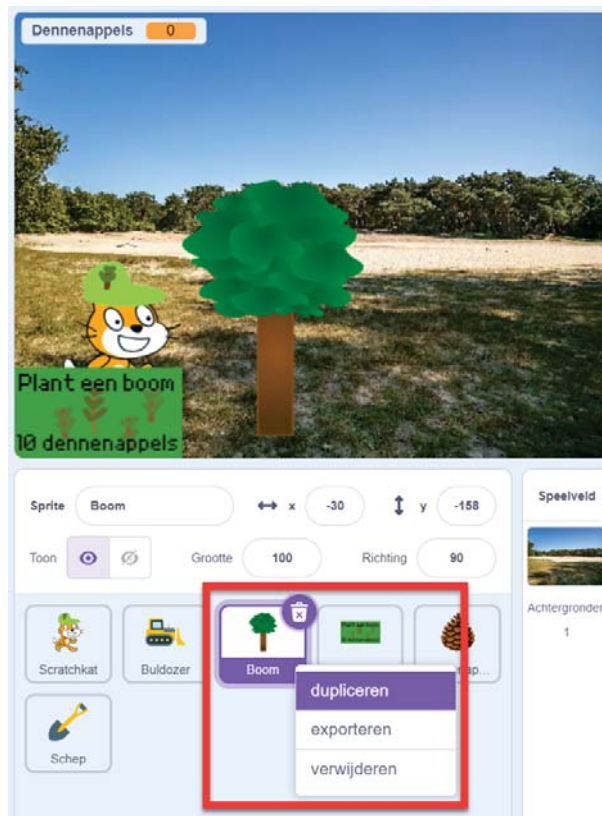 Dennenappels 0
Plant een boom
10 dennenappels
Sprite Boom x -30 y -158
Toon Grootte 100 Richting 90
Speelveld
Achtergronden
1
Scratchkat Buldozer Boom ap...
Schep
dupliceren
exporteren
verwijderen